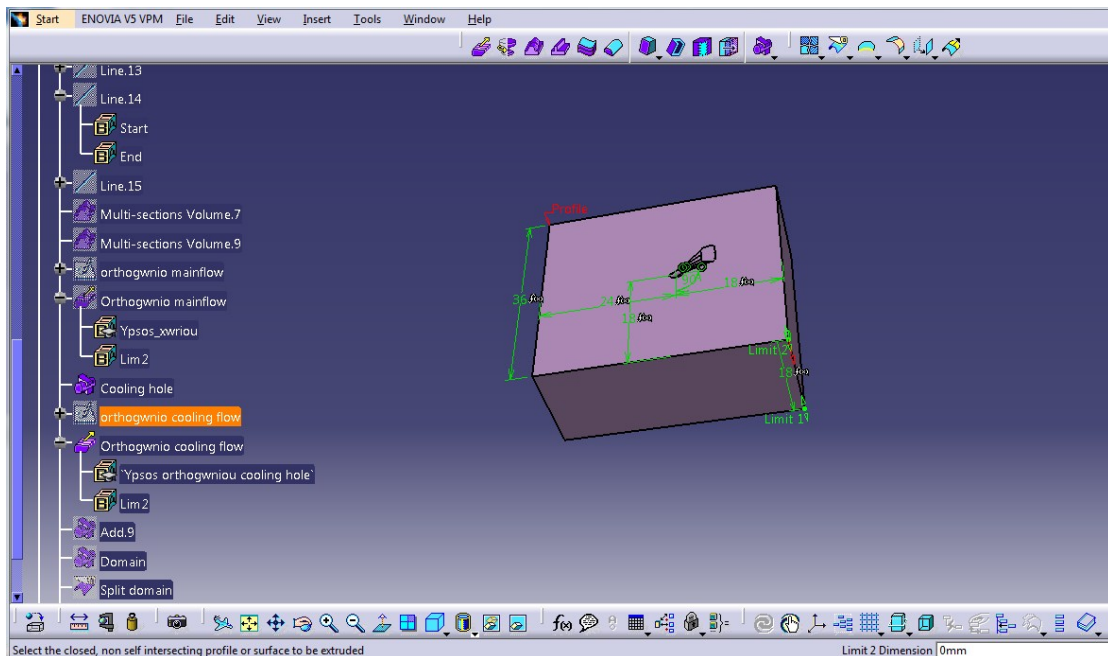 Start ENOVIA V5 VPM File Edit View Insert Tools Window Help
Line.13
Line.14
Start
End
Line.15
Multi-sections Volume.7
Multi-sections Volume.9
orthogwnio mainflow
Orthogwnio mainflow
Ypsos_xwriou
Lim2
Cooling hole
orthogwnio cooling flow
Orthogwnio cooling flow
`Ypsos orthogwniou cooling hole`
Lim2
Add.9
Domain
Split domain
Profile
36 f(x)
24 f(x)
18 f(x)
18 f(x)
Limit 2
18 f(x)
Limit 1
f(x)
Select the closed, non self intersecting profile or surface to be extruded
Limit 2 Dimension 0mm